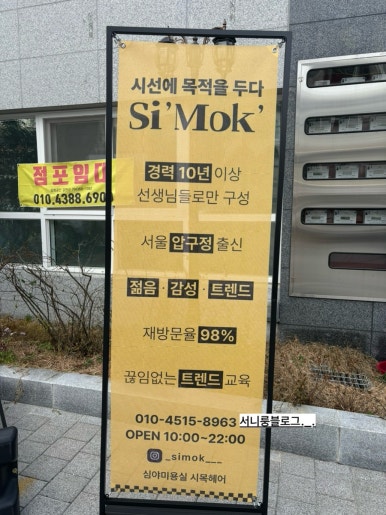 시선에 목적을 두다
Si'Mok'
경력 10년 이상
선생님들로만 구성
서울 압구정 출신
젊음 · 감성 · 트렌드
재방문율 98%
끊임없는 트렌드 교육
010-4515-8963
OPEN 10:00~22:00
_simok___
심야미용실 시목헤어
점포임대
010.4388.690
서니룽블로그._.